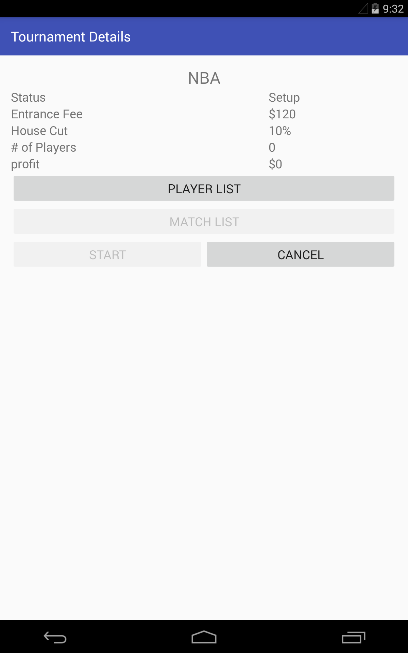 9:32
Tournament Details
NBA
Status Setup
Entrance Fee $120
House Cut 10%
# of Players 0
profit $0
PLAYER LIST
MATCH LIST
START CANCEL